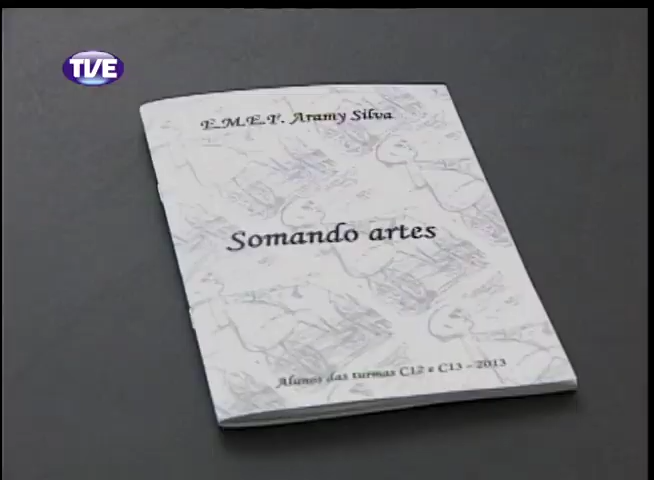 TVE
E.M.E.F. Aramy Silva
Somando artes
Alunos das turmas C12 e C13 - 2013